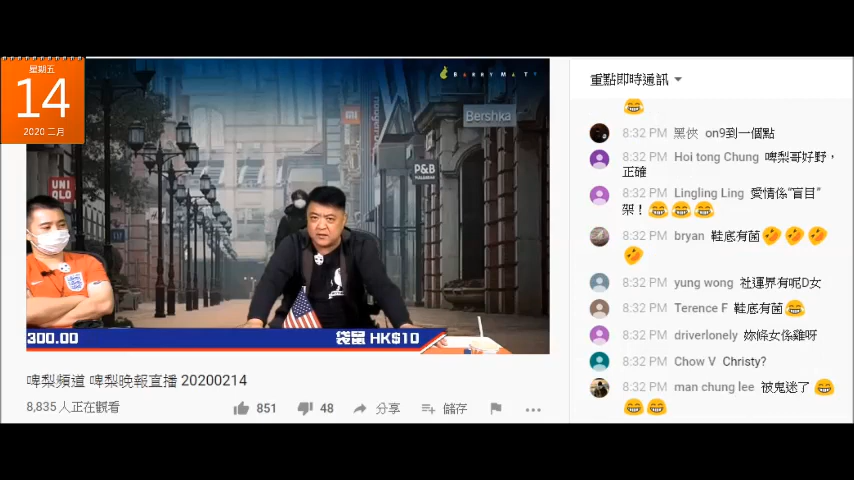 星期五
14
2020 二月
BARRYMATT
Bershka
P&B
UNI
QLO
300.00
袋鼠 HK$10
啤梨頻道 啤梨晚報直播 20200214
8,835 人正在觀看
851
48
分享
儲存
重點即時通訊
😂
8:32 PM 黑俠 on9到一個點
8:32 PM Hoi tong Chung 啤梨哥好野，
正確
8:32 PM Lingling Ling 愛情係“盲目”
架！😂😂😂
8:32 PM bryan 鞋底有菌🤣🤣🤣
🤣
8:32 PM yung wong 社運界有呢D女
8:32 PM Terence F 鞋底有菌😂
8:32 PM driverlonely 妳條女係雞呀
8:32 PM Chow V Christy?
8:32 PM man chung lee 被鬼迷了😂
😂😂